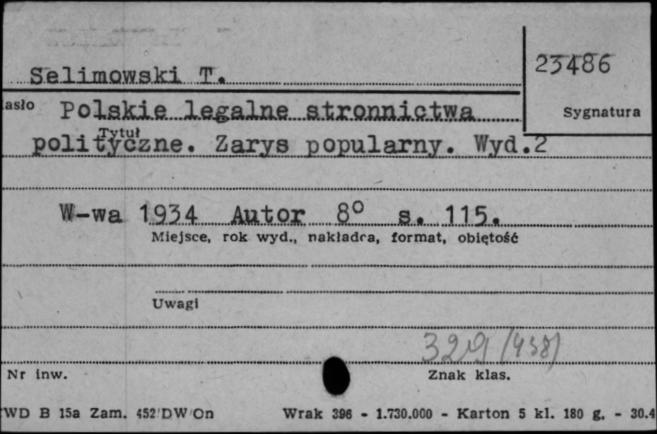 Selimowski T.
23486
asło Polskie legalne stronnictwa
Sygnatura
Tytuł
polityczne. Zarys popularny. Wyd.2
W-wa 1934 Autor 8° s. 115.
Miejsce, rok wyd., nakładca, format, objętość
Uwagi
329 (438)
Nr inw.
Znak klas.
WD B 15a Zam. 452/DW/On Wrak 396 - 1.730.000 - Karton 5 kl. 180 g. - 30.4